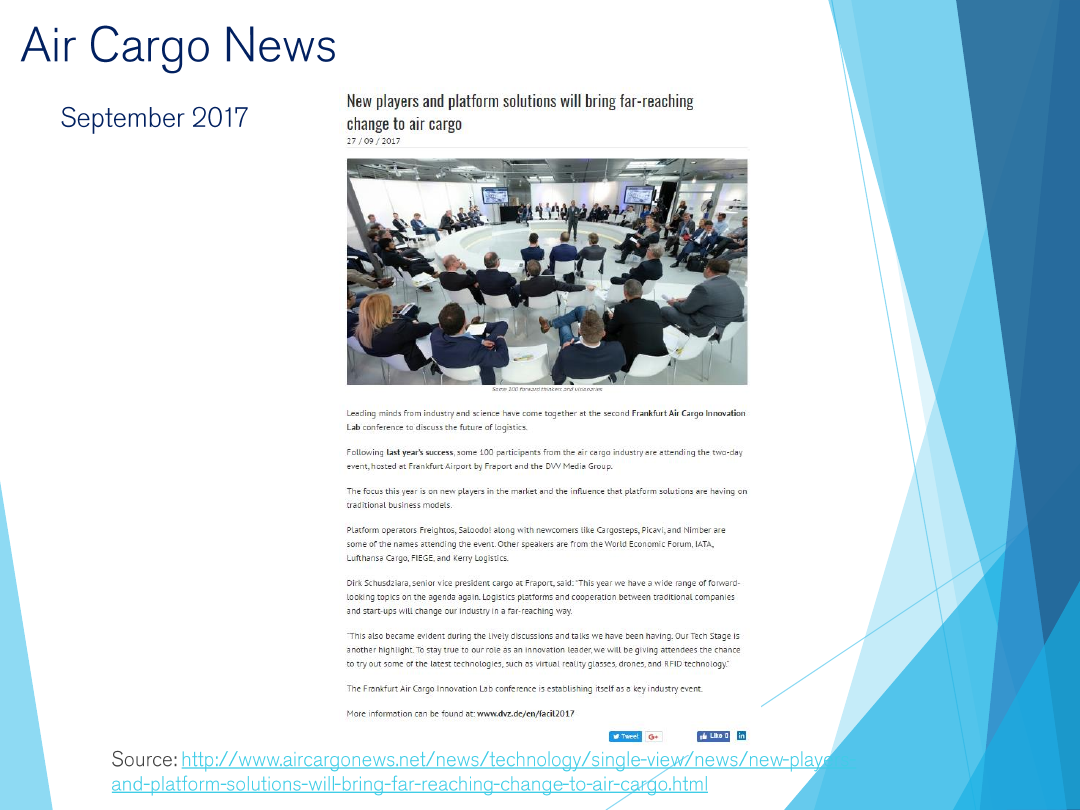 Air Cargo News
September 2017
New players and platform solutions will bring far-reaching
change to air cargo
27 / 09 / 2017
Some 100 forward thinkers and visionaries
Leading minds from industry and science have come together at the second Frankfurt Air Cargo Innovation
Lab conference to discuss the future of logistics.
Following last year's success, some 100 participants from the air cargo industry are attending the two-day
event, hosted at Frankfurt Airport by Fraport and the DVV Media Group.
The focus this year is on new players in the market and the influence that platform solutions are having on
traditional business models.
Platform operators Freightos, Saloodo! along with newcomers like Cargosteps, Picavi, and Nimber are
some of the names attending the event. Other speakers are from the World Economic Forum, IATA,
Lufthansa Cargo, FIEGE, and Kerry Logistics.
Dirk Schusdziara, senior vice president cargo at Fraport, said: "This year we have a wide range of forward-
looking topics on the agenda again. Logistics platforms and cooperation between traditional companies
and start-ups will change our industry in a far-reaching way.
"This also became evident during the lively discussions and talks we have been having. Our Tech Stage is
another highlight. To stay true to our role as an innovation leader, we will be giving attendees the chance
to try out some of the latest technologies, such as virtual reality glasses, drones, and RFID technology."
The Frankfurt Air Cargo Innovation Lab conference is establishing itself as a key industry event.
More information can be found at: www.dvz.de/en/facil2017
Tweet G+ Like 0 in
Source: http://www.aircargonews.net/news/technology/single-view/news/new-playe
and-platform-solutions-will-bring-far-reaching-change-to-air-cargo.html